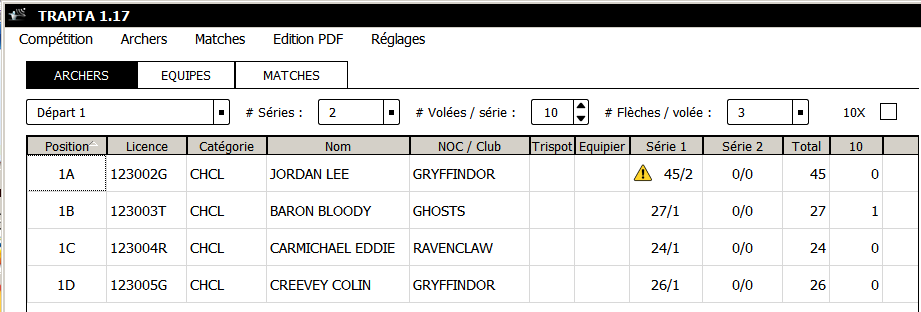 TRAPTA 1.17
Compétition Archers Matches Edition PDF Réglages
ARCHERS EQUIPES MATCHES
Départ 1 # Séries : 2 # Volées / série : 10 # Flèches / volée : 3 10X
Position Licence Catégorie Nom NOC / Club Trispot Equipier Série 1 Série 2 Total 10
1A 123002G CHCL JORDAN LEE GRYFFINDOR 45/2 0/0 45 0
1B 123003T CHCL BARON BLOODY GHOSTS 27/1 0/0 27 1
1C 123004R CHCL CARMICHAEL EDDIE RAVENCLAW 24/1 0/0 24 0
1D 123005G CHCL CREEVEY COLIN GRYFFINDOR 26/1 0/0 26 0